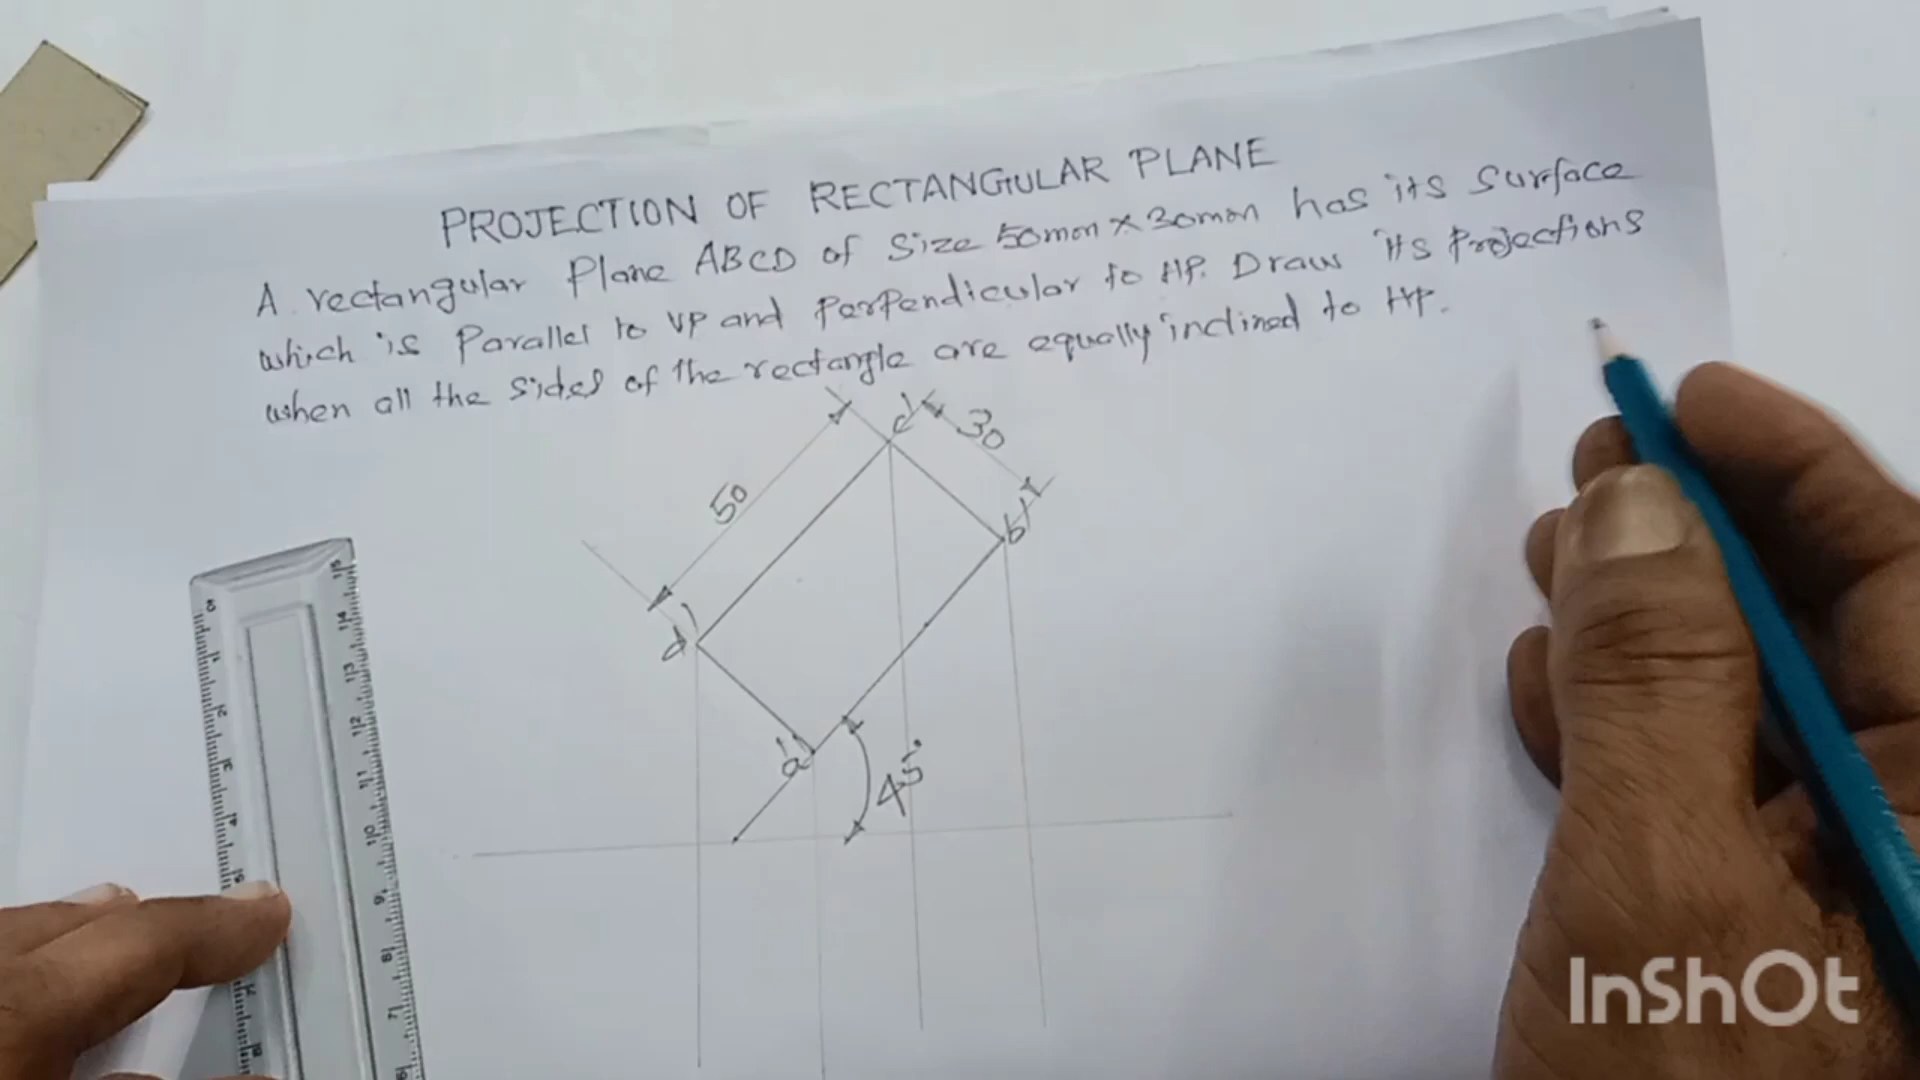 PROJECTION OF RECTANGULAR PLANE
A rectangular Plane ABCD of Size 50mm x 30mm has its Surface
which is Parallel to VP and Perpendicular to HP. Draw its Projections
when all the sides of the rectangle are equally inclined to HP.
c'
30
50
b'
d'
a'
45°
InShOt